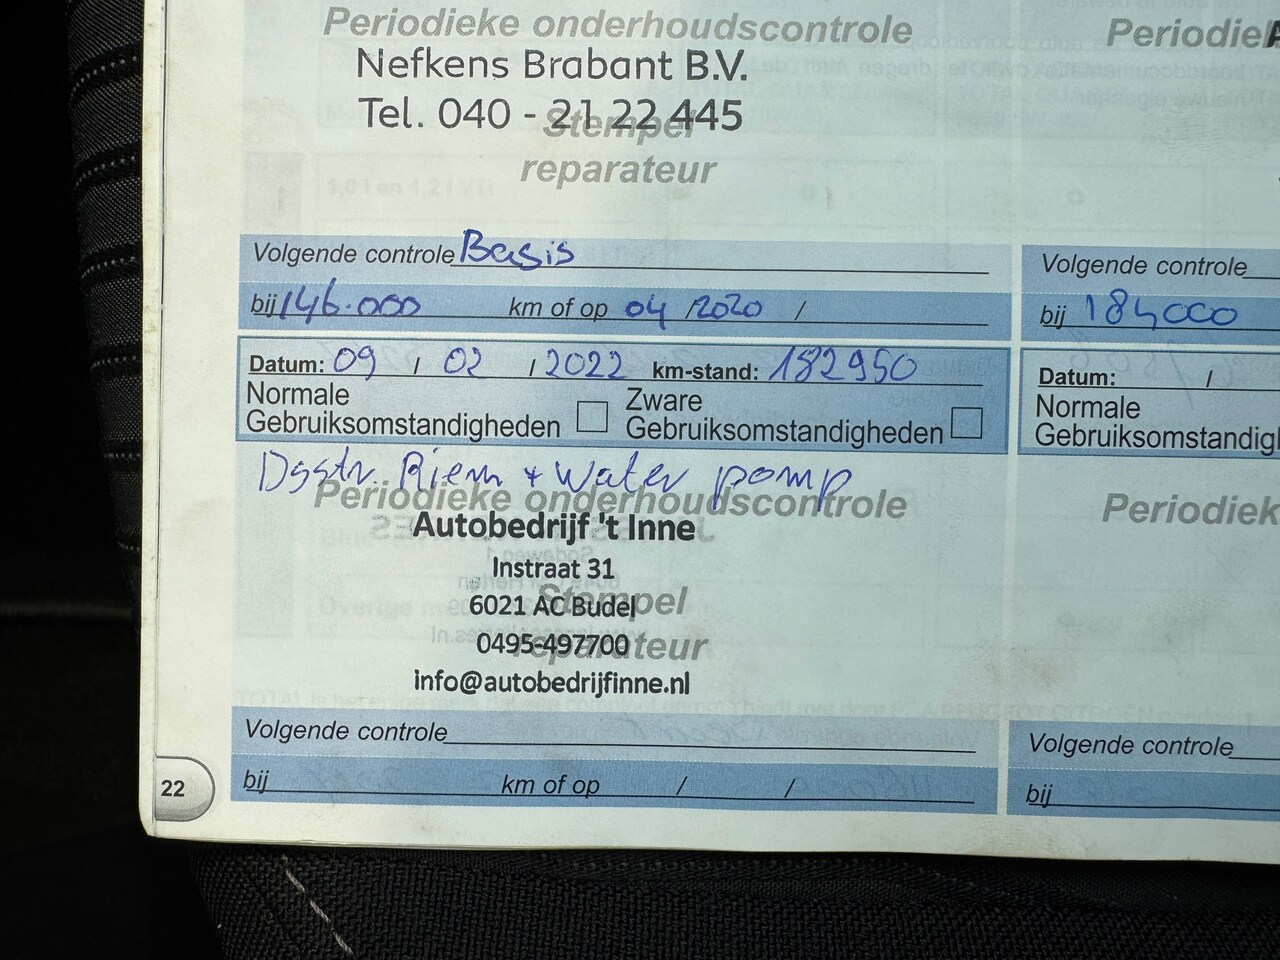 Periodieke onderhoudscontrole
Nefkens Brabant B.V.
Tel. 040 - 21 22 445
Stempel
reparateur
Volgende controle Basis
bij 146.000 km of op 04 / 2020 /
Datum: 09 / 02 / 2022 km-stand: 182950
Normale Gebruiksomstandigheden
Zware Gebruiksomstandigheden
Dsstr. Riem + Water pomp
Periodieke onderhoudscontrole
Autobedrijf 't Inne
Instraat 31
6021 AC Budel
Stempel
0495-497700
reparateur
info@autobedrijfinne.nl
Volgende controle
bij km of op / /
22
Volgende controle
bij 184000
Datum: /
Normale
Volgende controle
bij